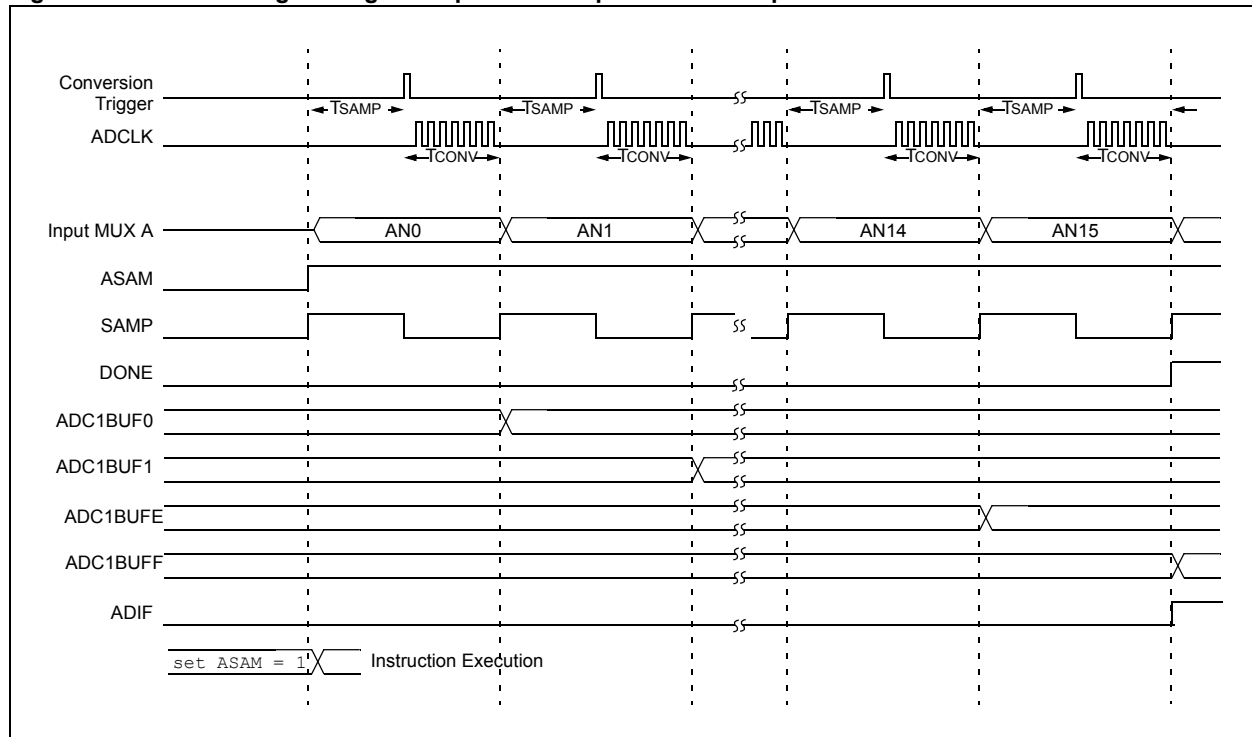 Conversion
Trigger
TSAMP TSAMP TSAMP TSAMP
ADCLK
TCONV TCONV TCONV TCONV
Input MUX A AN0 AN1 AN14 AN15
ASAM
SAMP
DONE
ADC1BUF0
ADC1BUF1
ADC1BUFE
ADC1BUFF
ADIF
set ASAM = 1 Instruction Execution